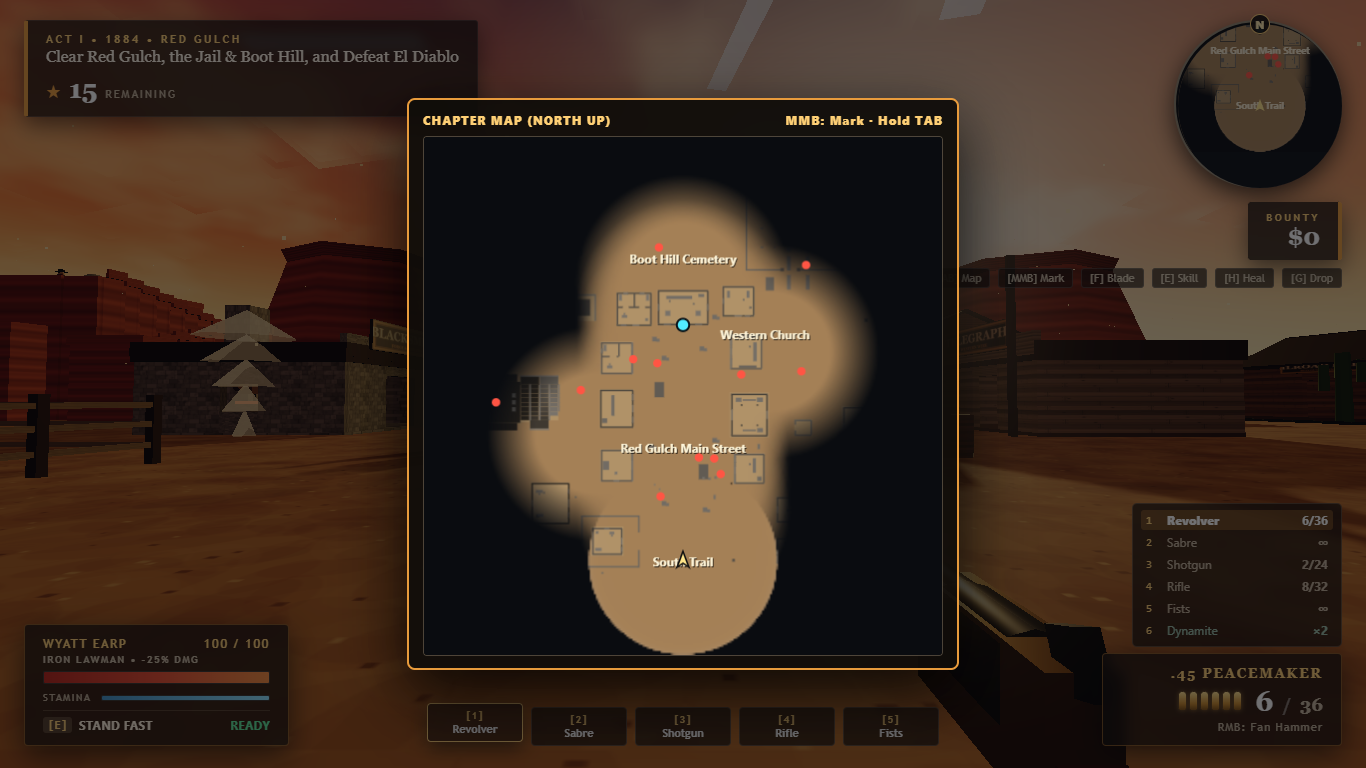 ACT I • 1884 • RED GULCH
Clear Red Gulch, the Jail & Boot Hill, and Defeat El Diablo
★ 15 REMAINING
N
Red Gulch Main Street
South Trail
BOUNTY
$0
Map
[MMB] Mark
[F] Blade
[E] Skill
[H] Heal
[G] Drop
CHAPTER MAP (NORTH UP)
MMB: Mark · Hold TAB
Boot Hill Cemetery
Western Church
Red Gulch Main Street
South Trail
1 Revolver 6/36
2 Sabre ∞
3 Shotgun 2/24
4 Rifle 8/32
5 Fists ∞
6 Dynamite ×2
WYATT EARP 100 / 100
IRON LAWMAN • -25% DMG
STAMINA
[E] STAND FAST READY
[1]
Revolver
[2]
Sabre
[3]
Shotgun
[4]
Rifle
[5]
Fists
.45 PEACEMAKER
6 / 36
RMB: Fan Hammer